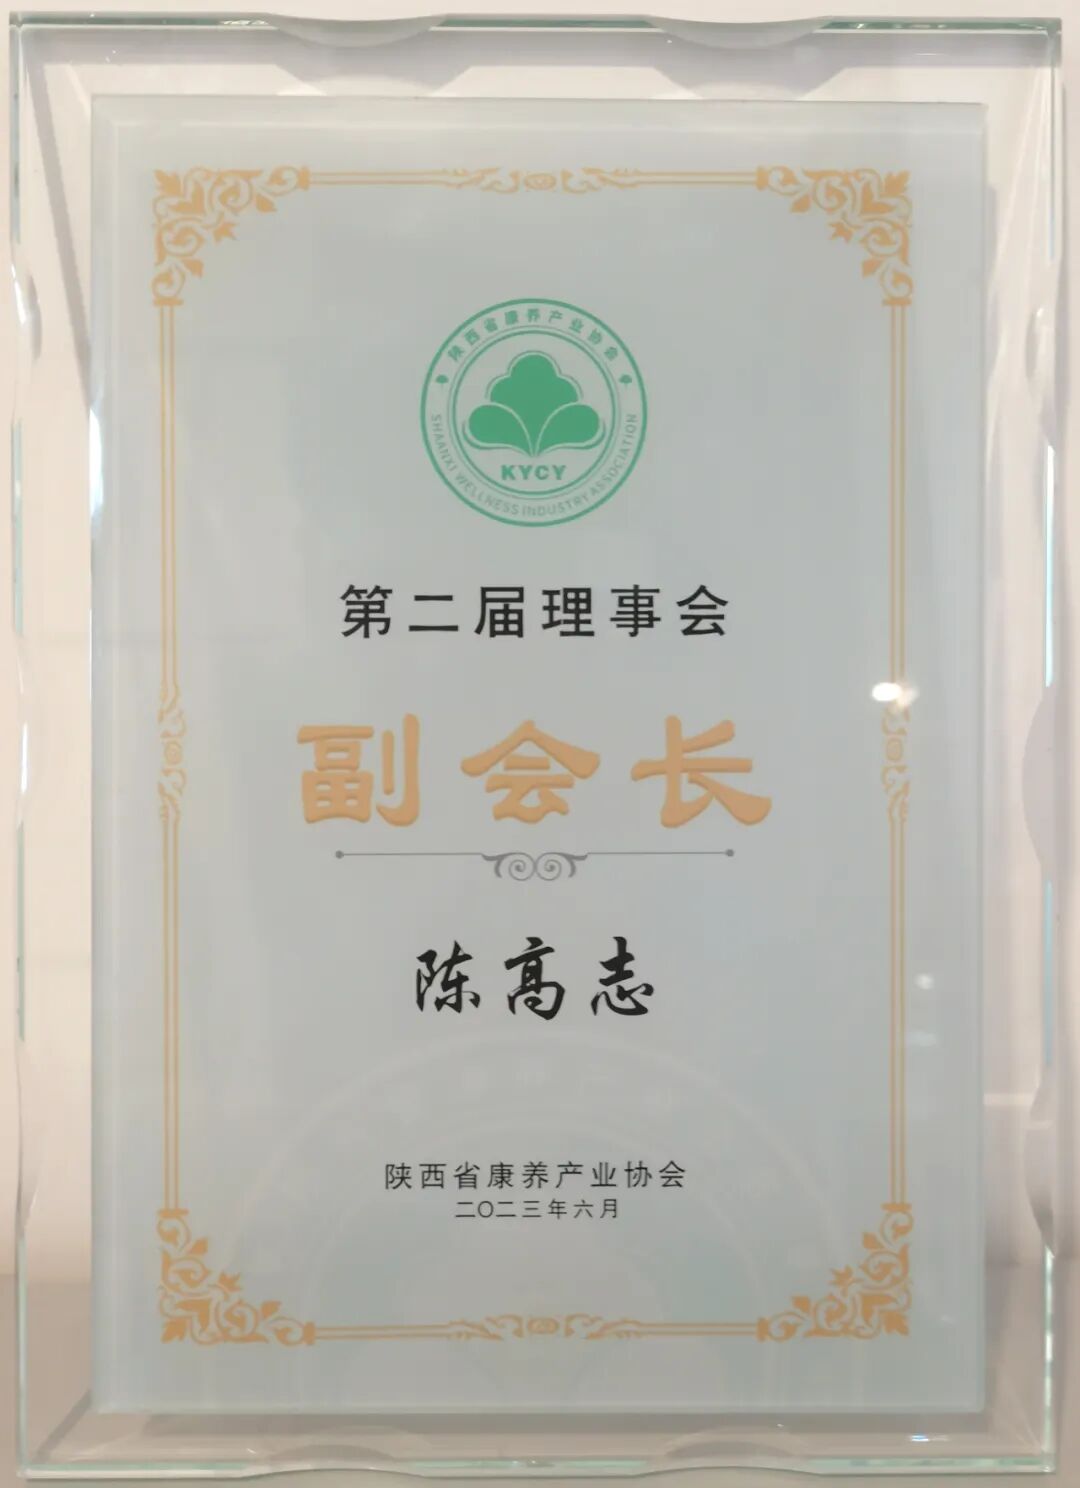 陕西省康养产业协会
KYCY
SHAANXI WELLNESS INDUSTRY ASSOCIATION
第二届理事会
副会长
陈高志
陕西省康养产业协会
二〇二三年六月